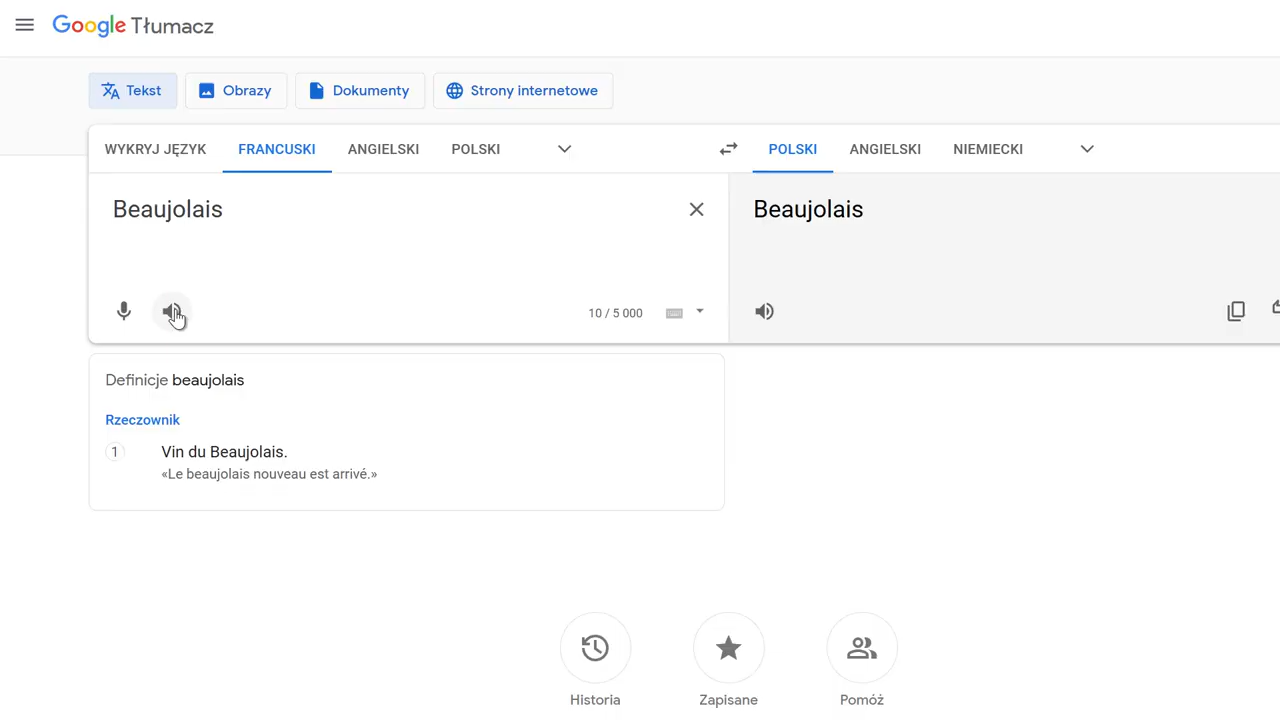 Google Tłumacz
Tekst
Obrazy
Dokumenty
Strony internetowe
WYKRYJ JĘZYK
FRANCUSKI
ANGIELSKI
POLSKI
POLSKI
ANGIELSKI
NIEMIECKI
Beaujolais
Beaujolais
10 / 5 000
Definicje beaujolais
Rzeczownik
1
Vin du Beaujolais.
«Le beaujolais nouveau est arrivé.»
Historia
Zapisane
Pomóż